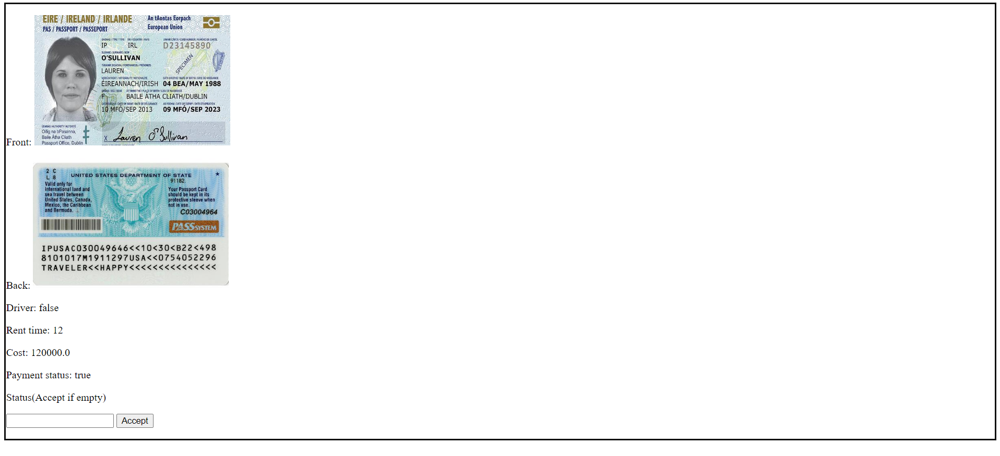 EIRE / IRELAND / IRLANDE
An tAontas Eorpach
PAS / PASSPORT / PASSEPORT
European Union
IP IRL D23145890
O'SULLIVAN
SPECIMEN
LAUREN
ÉIREANNACH/IRISH 04 BEA/MAY 1988
F BAILE ÁTHA CLIATH/DUBLIN
10 MFÓ/SEP 2013 09 MFÓ/SEP 2023
ÚDARÁS / AUTHORITY / AUTORITÉ
Oifig na bPasanna,
Baile Átha Cliath
Passport Office, Dublin
X Lauren O'Sullivan
Front:
2 C
L 8
UNITED STATES DEPARTMENT OF STATE
91182
Valid only for
international land and
sea travel between
United States, Canada,
Mexico, the Caribbean
and Bermuda.
Your Passport Card
should be kept in its
protective sleeve when
not in use.
C03004964
PASS SYSTEM
IPUSAC030049646<<10<30<B22<498
8101017M1911297USA<<0754052296
TRAVELER<<HAPPY<<<<<<<<<<<<<<<
Back:
Driver: false
Rent time: 12
Cost: 120000.0
Payment status: true
Status(Accept if empty)
Accept